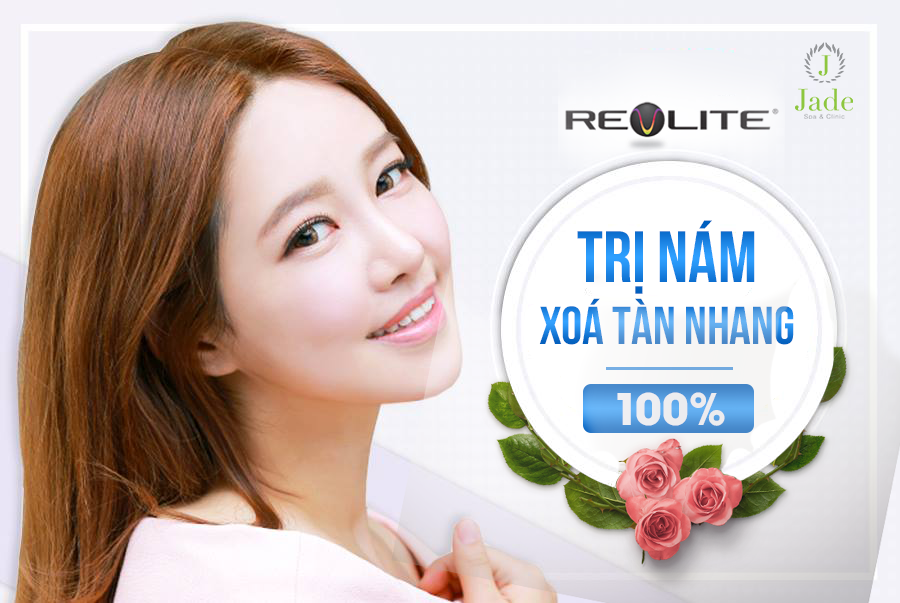 REVLITE®
J
Jade
Spa & Clinic
TRỊ NÁM
XOÁ TÀN NHANG
100%